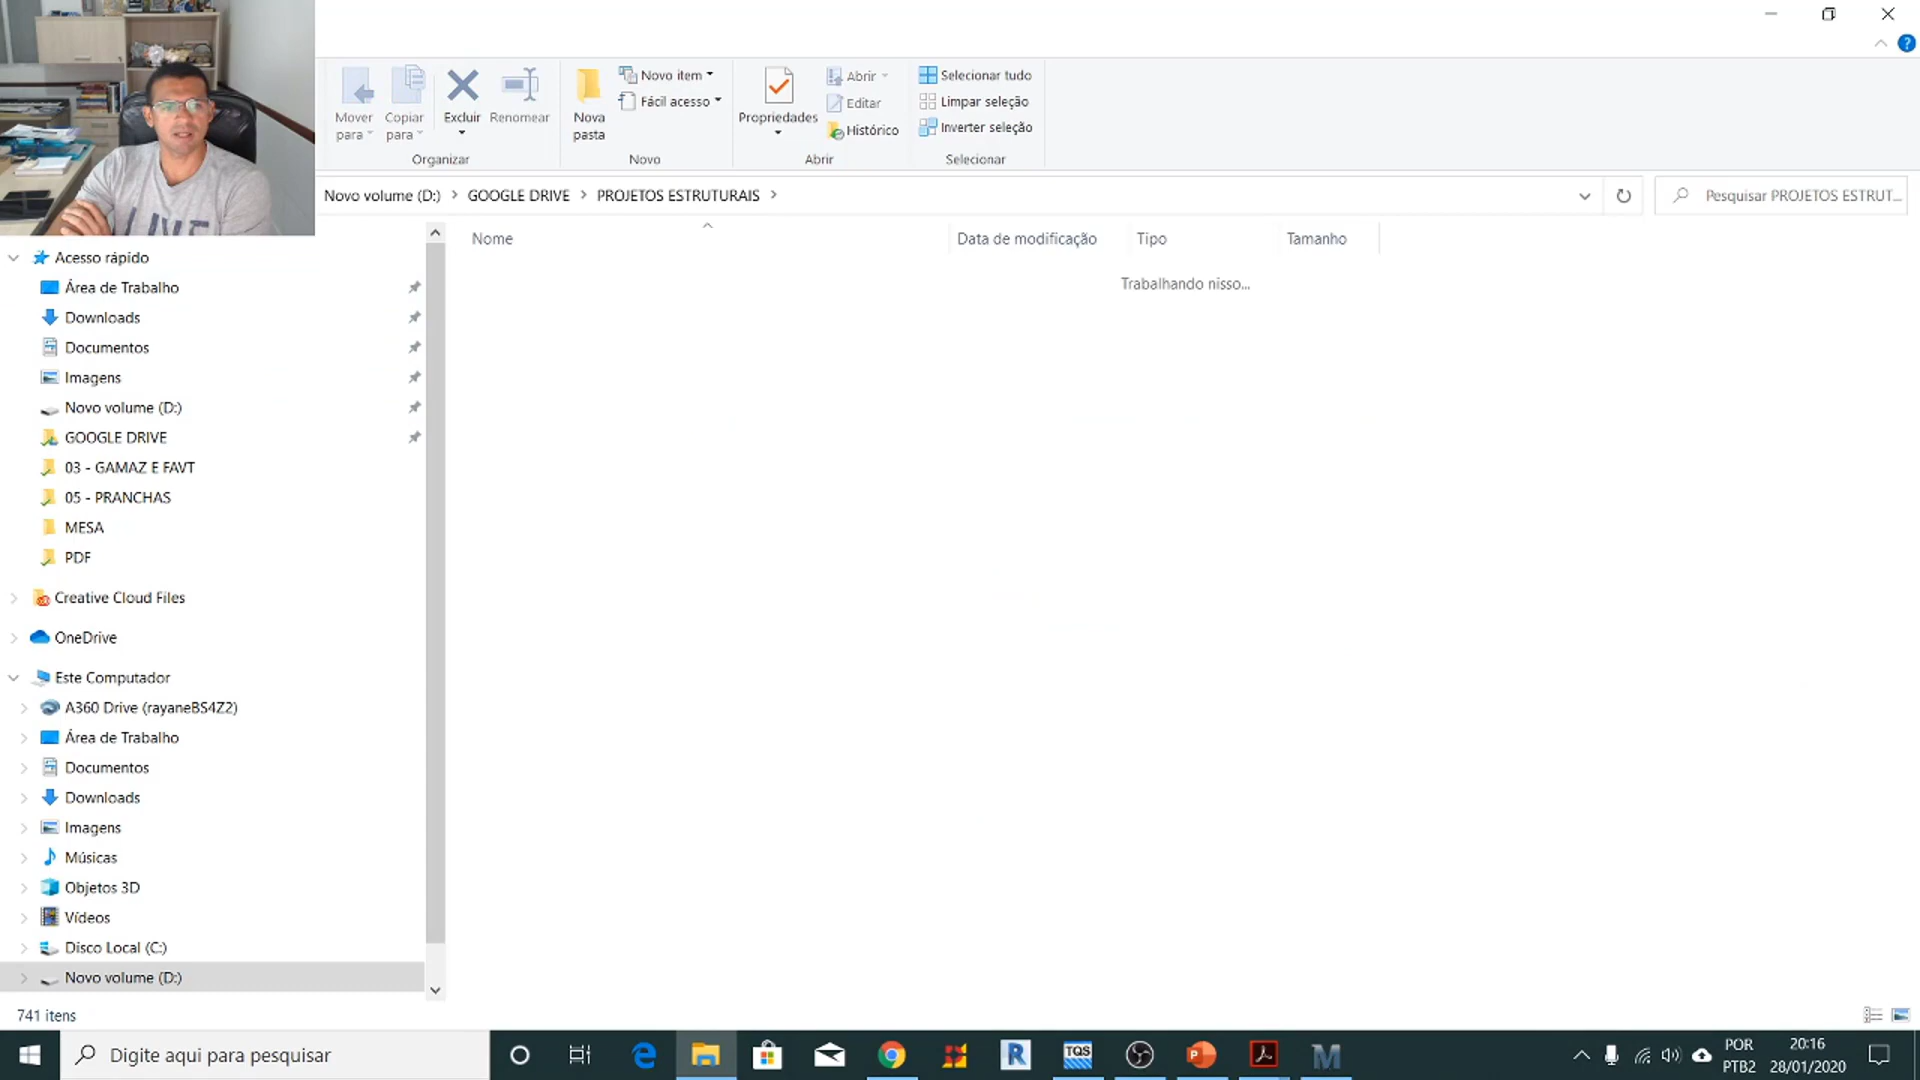 Mover para
Copiar para
Excluir
Renomear
Organizar
Nova pasta
Novo item
Fácil acesso
Novo
Propriedades
Abrir
Editar
Histórico
Abrir
Selecionar tudo
Limpar seleção
Inverter seleção
Selecionar
Novo volume (D:) > GOOGLE DRIVE > PROJETOS ESTRUTURAIS >
Pesquisar PROJETOS ESTRUT...
Nome
Data de modificação
Tipo
Tamanho
Trabalhando nisso...
Acesso rápido
Área de Trabalho
Downloads
Documentos
Imagens
Novo volume (D:)
GOOGLE DRIVE
03 - GAMAZ E FAVT
05 - PRANCHAS
MESA
PDF
Creative Cloud Files
OneDrive
Este Computador
A360 Drive (rayaneBS4Z2)
Área de Trabalho
Documentos
Downloads
Imagens
Músicas
Objetos 3D
Vídeos
Disco Local (C:)
Novo volume (D:)
741 itens
Digite aqui para pesquisar
TQS
POR
PTB2
20:16
28/01/2020